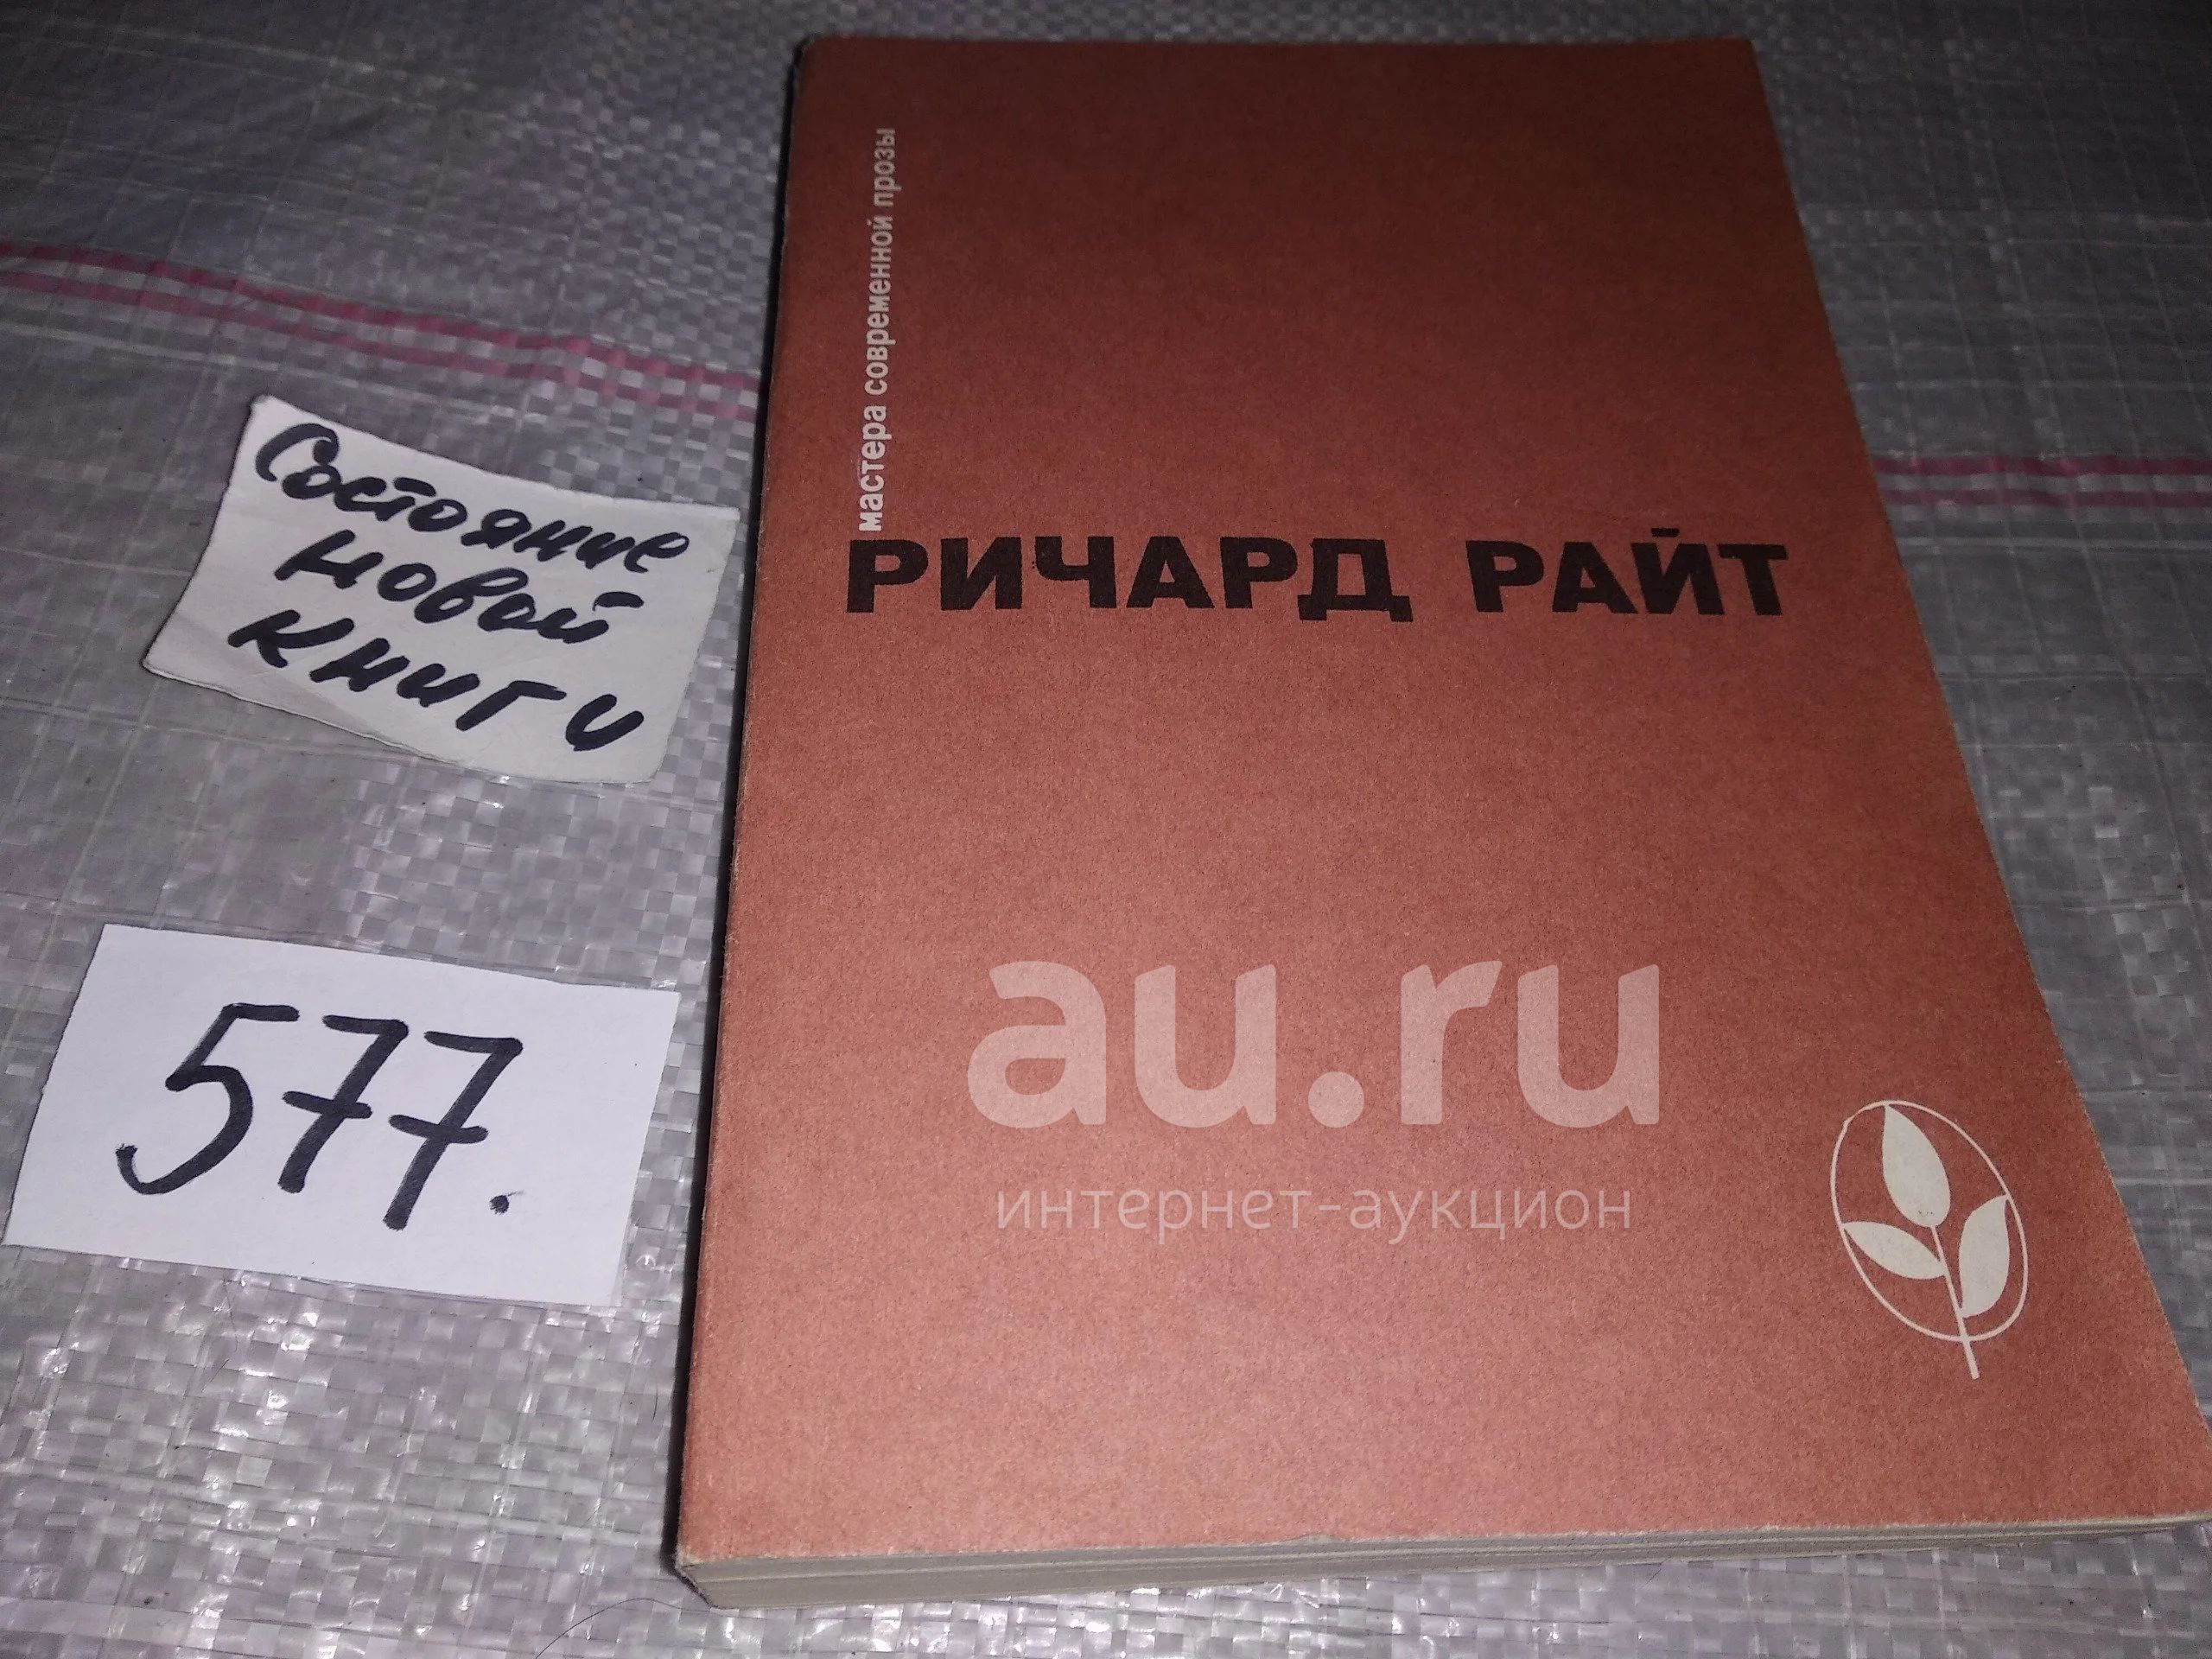 мастера современной прозы
РИЧАРД РАЙТ
Состояние
новой
книги
577.
au.ru
интернет-аукцион